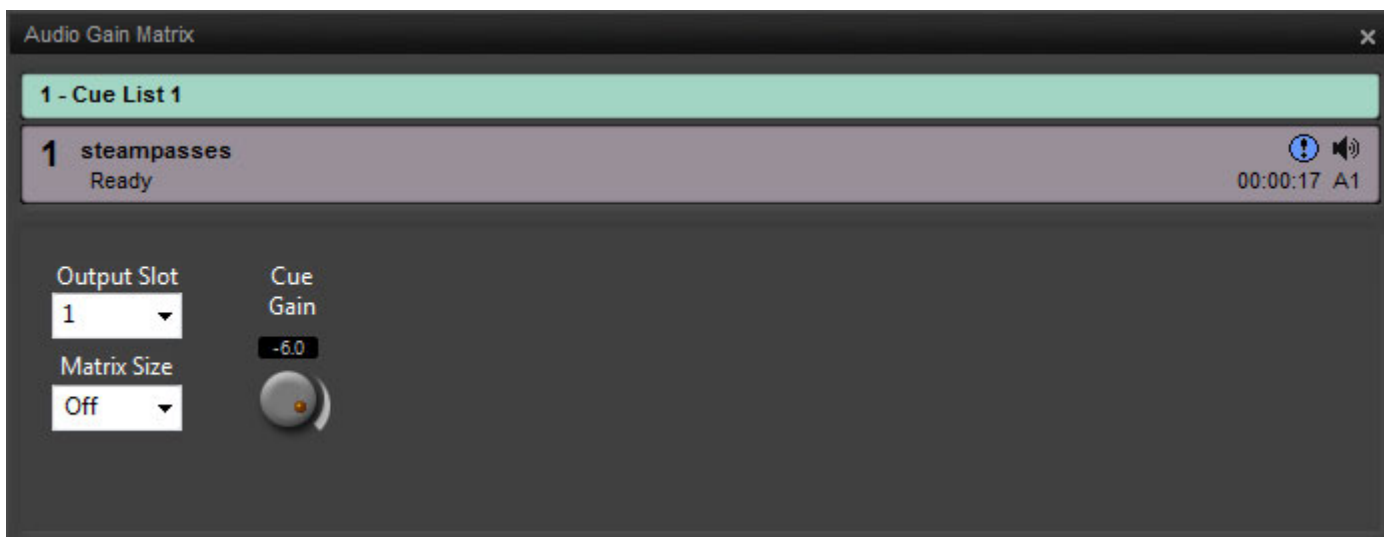 Audio Gain Matrix
1 - Cue List 1
1 steampasses
Ready
00:00:17 A1
Output Slot
1
Cue
Gain
-6.0
Matrix Size
Off